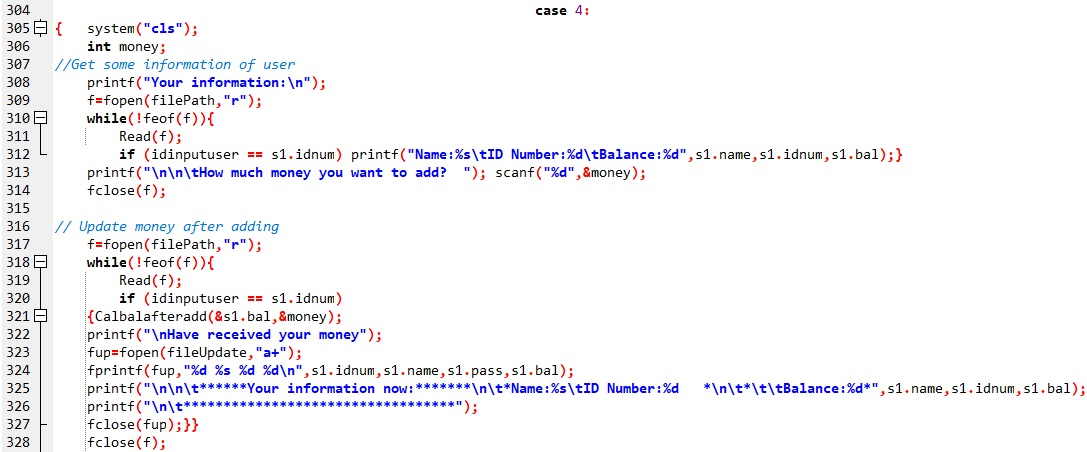 304 case 4:
305 { system("cls");
306 int money;
307 //Get some information of user
308 printf("Your information:\n");
309 f=fopen(filePath,"r");
310 while(!feof(f)){
311 Read(f);
312 if (idinputuser == s1.idnum) printf("Name:%s\tID Number:%d\tBalance:%d",s1.name,s1.idnum,s1.bal);}
313 printf("\n\n\tHow much money you want to add?  "); scanf("%d",&money);
314 fclose(f);
315
316 // Update money after adding
317 f=fopen(filePath,"r");
318 while(!feof(f)){
319 Read(f);
320 if (idinputuser == s1.idnum)
321 {Calbalafteradd(&s1.bal,&money);
322 printf("\nHave received your money");
323 fup=fopen(fileUpdate,"a+");
324 fprintf(fup,"%d %s %d %d\n",s1.idnum,s1.name,s1.pass,s1.bal);
325 printf("\n\n\t******Your information now:*******\n\t*Name:%s\tID Number:%d   *\n\t*\t\tBalance:%d*",s1.name,s1.idnum,s1.bal);
326 printf("\n\t**********************************");
327 fclose(fup);}}
328 fclose(f);